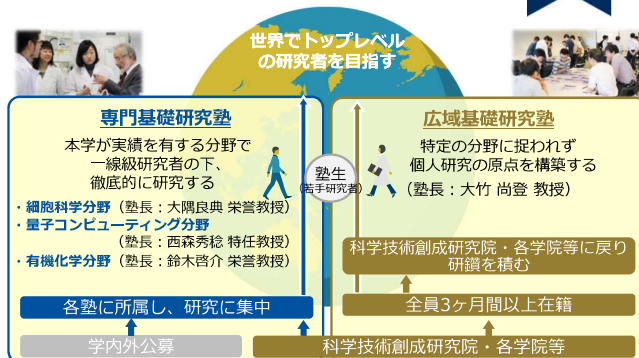 世界でトップレベル
の研究者を目指す
専門基礎研究塾
本学が実績を有する分野で
一線級研究者の下、
徹底的に研究する
・細胞科学分野（塾長：大隅良典 栄誉教授）
・量子コンピューティング分野
（塾長：西森秀稔 特任教授）
・有機化学分野（塾長：鈴木啓介 栄誉教授）
各塾に所属し、研究に集中
学内外公募
塾生
（若手研究者）
広域基礎研究塾
特定の分野に捉われず
個人研究の原点を構築する
（塾長：大竹 尚登 教授）
科学技術創成研究院・各学院等に戻り
研鑽を積む
全員3ヶ月間以上在籍
科学技術創成研究院・各学院等